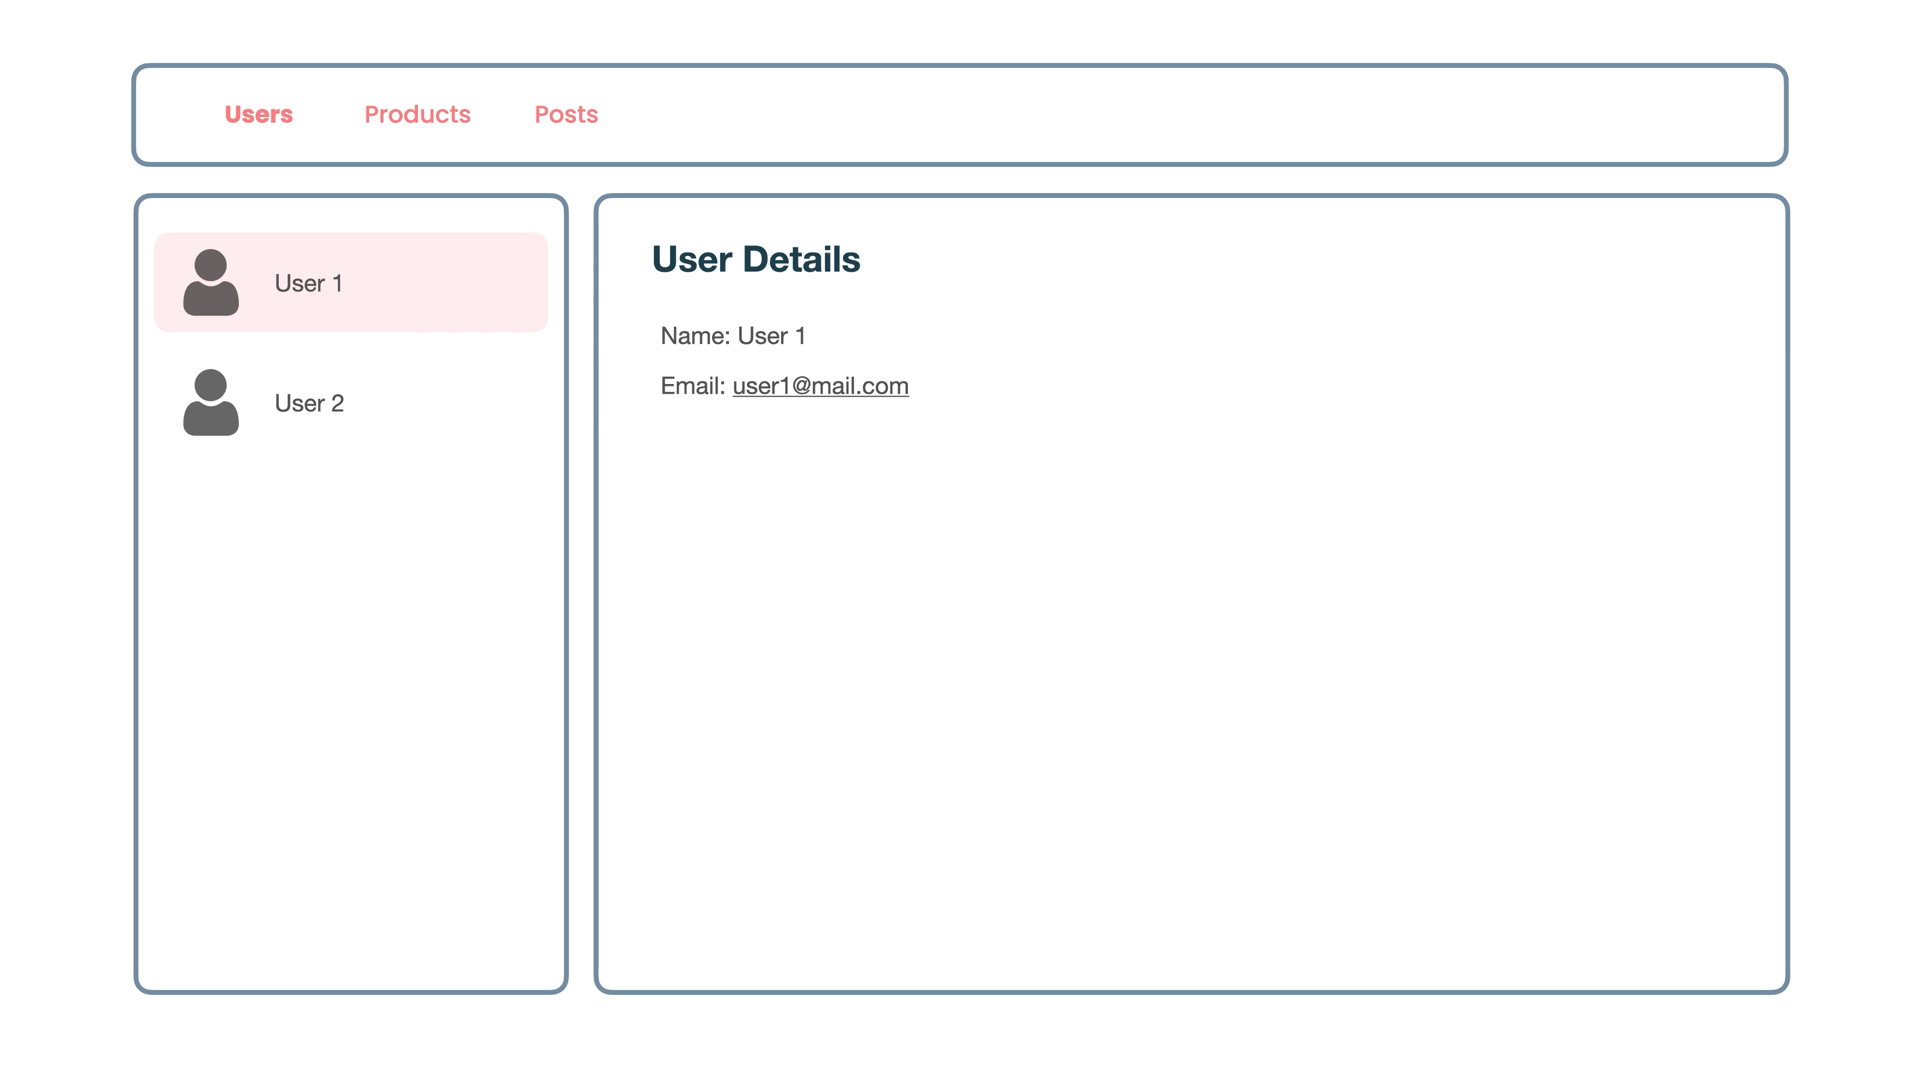 Users Products Posts
User 1
User 2
User Details
Name: User 1
Email: user1@mail.com